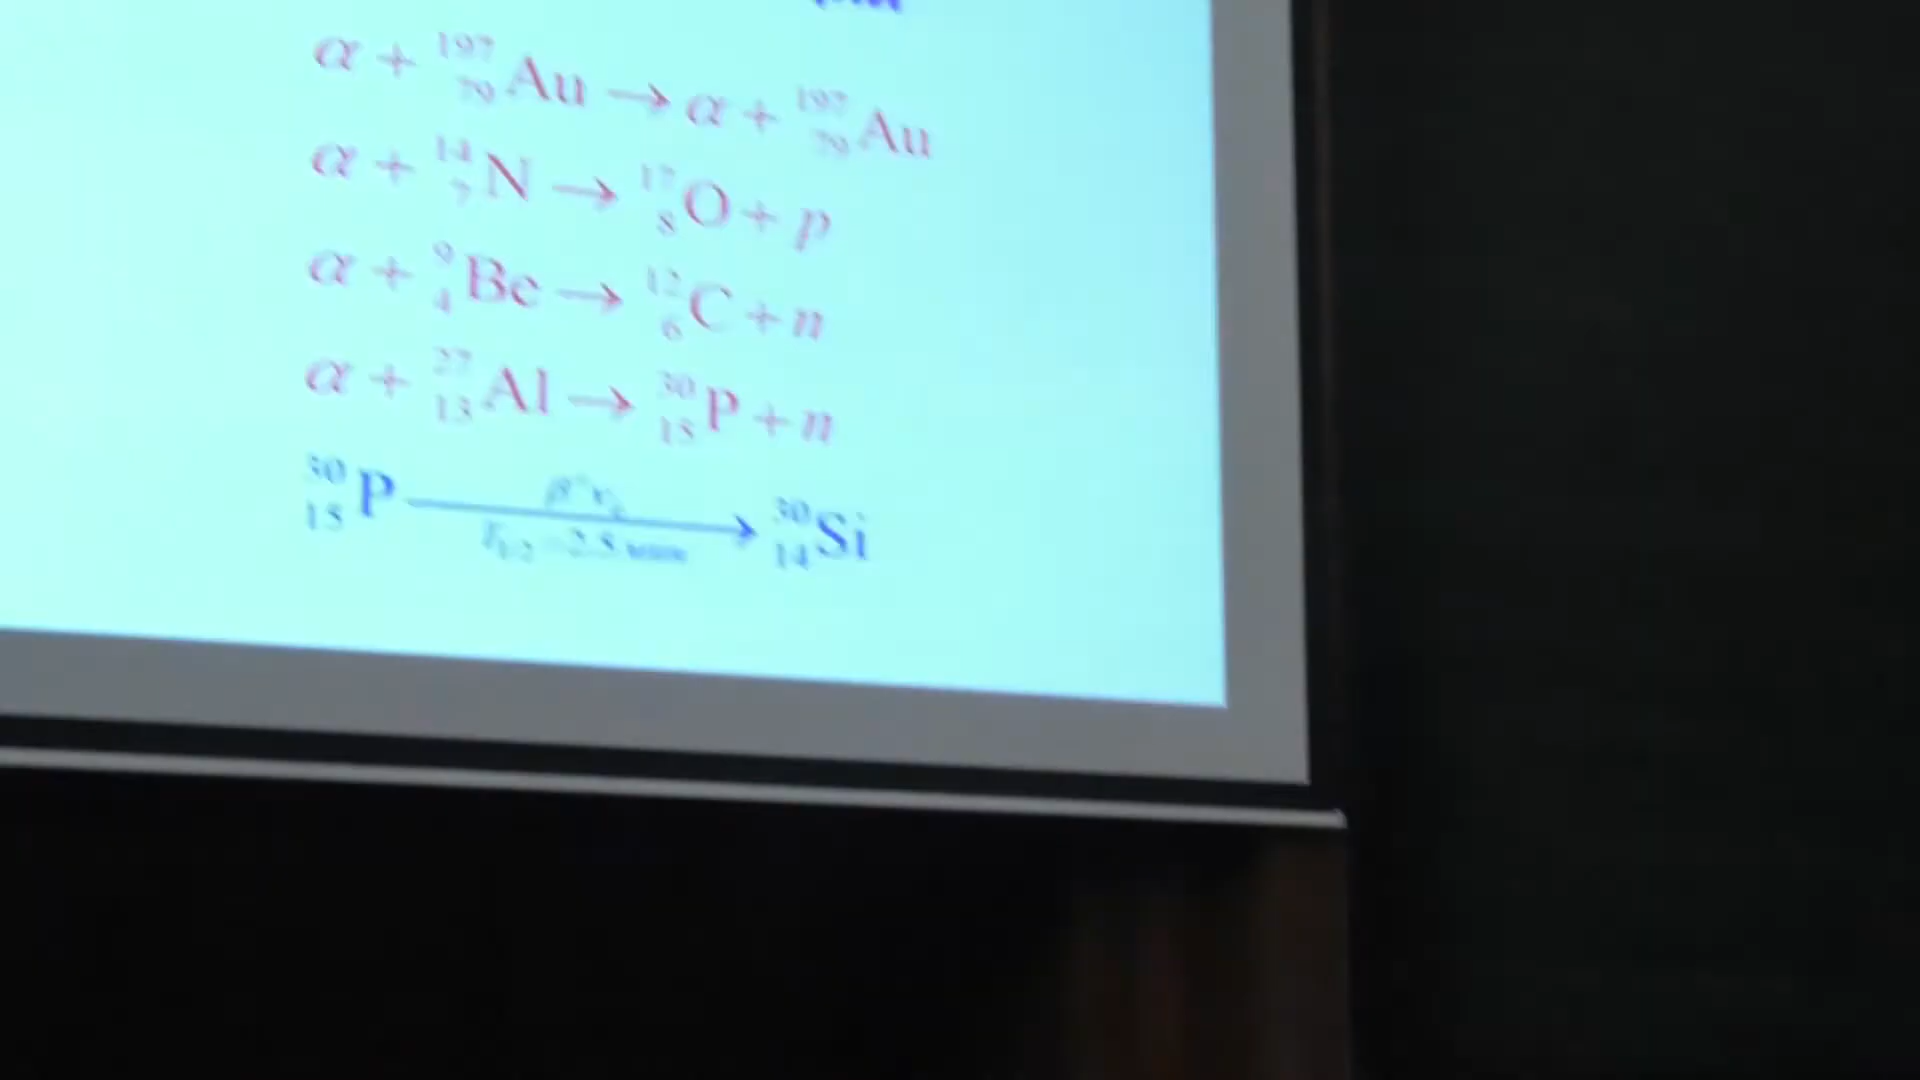 α + ¹⁹⁷₇₉Au → α + ¹⁹⁷₇₉Au
α + ¹⁴₇N → ¹⁷₈O + p
α + ⁹₄Be → ¹²₆C + n
α + ²⁷₁₃Al → ³⁰₁₅P + n
³⁰₁₅P → ³⁰₁₄Si